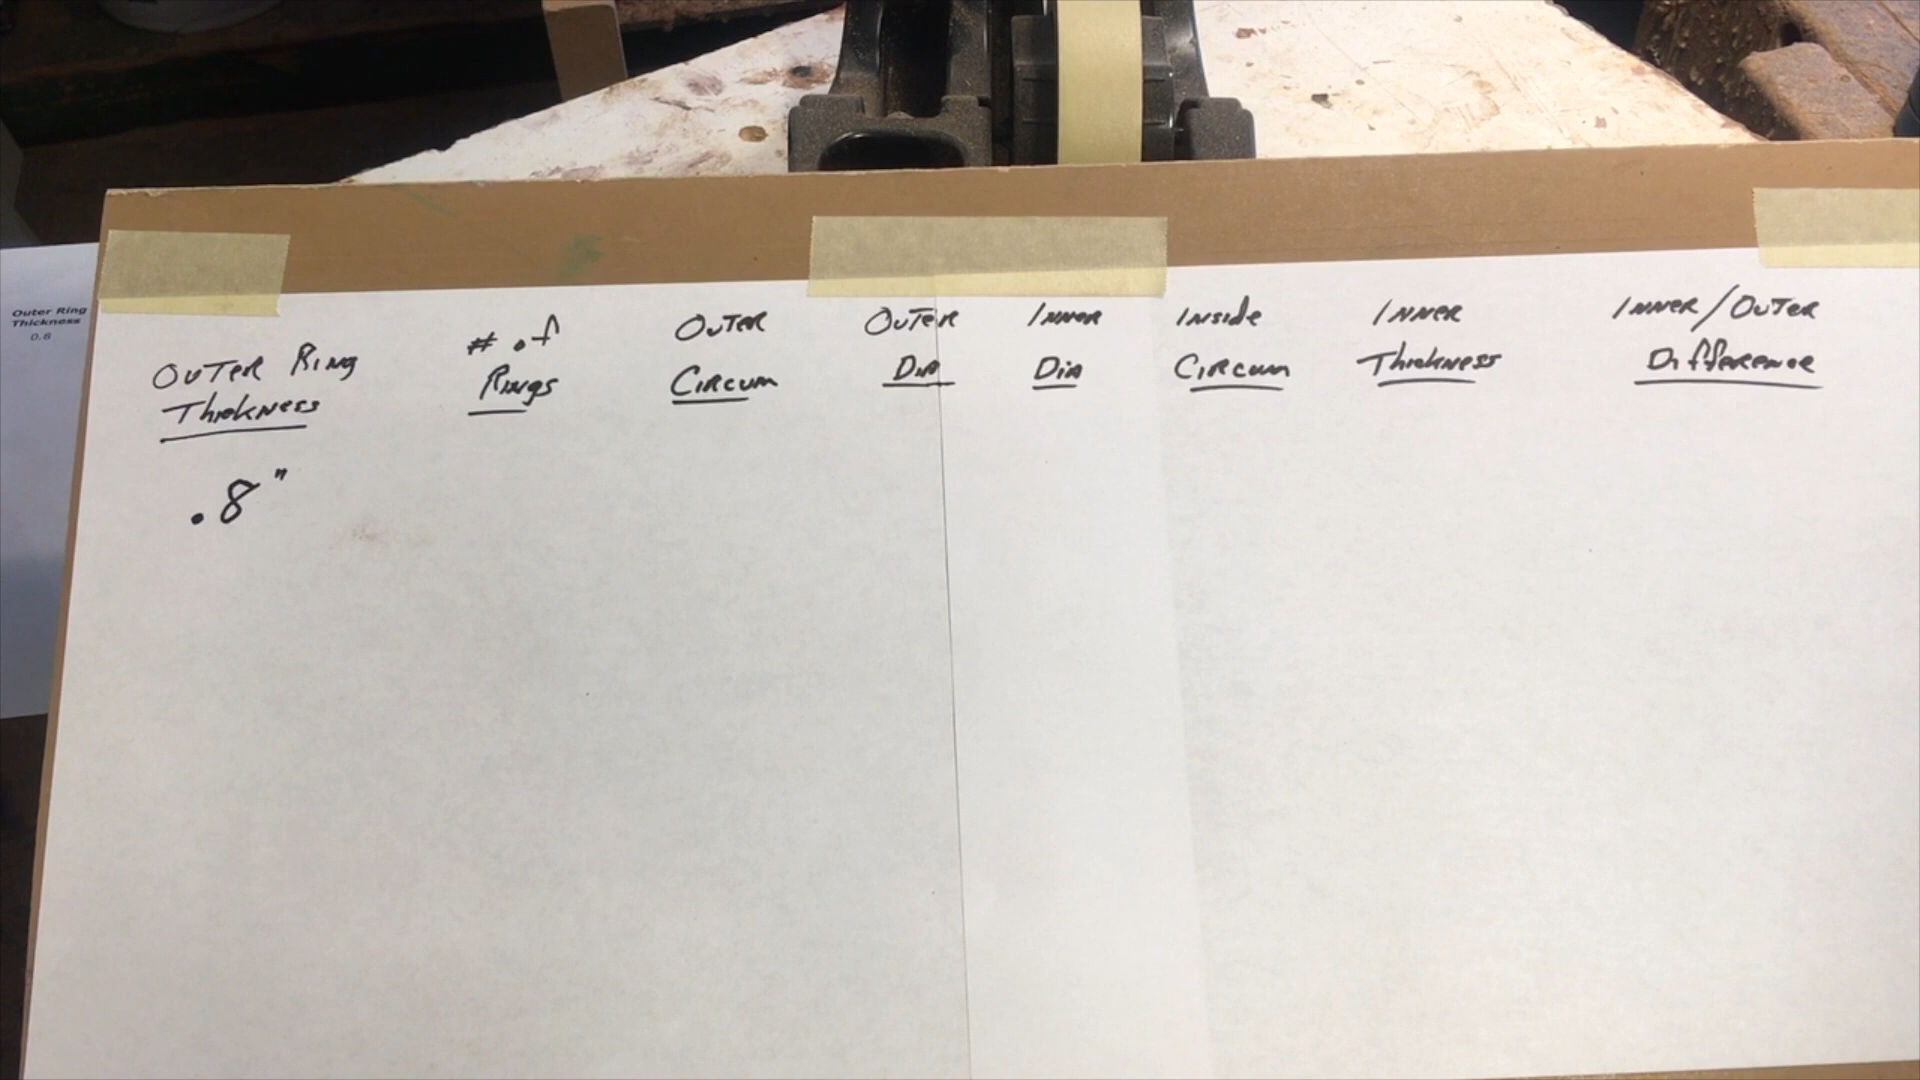 Outer Ring
Thickness
0.8
OUTER RING
THICKNESS
# of
Rings
OUTER
CIRCUM
OUTER
DIA
INNER
DIA
INSIDE
CIRCUM
INNER
THICKNESS
INNER/OUTER
Difference
.8"